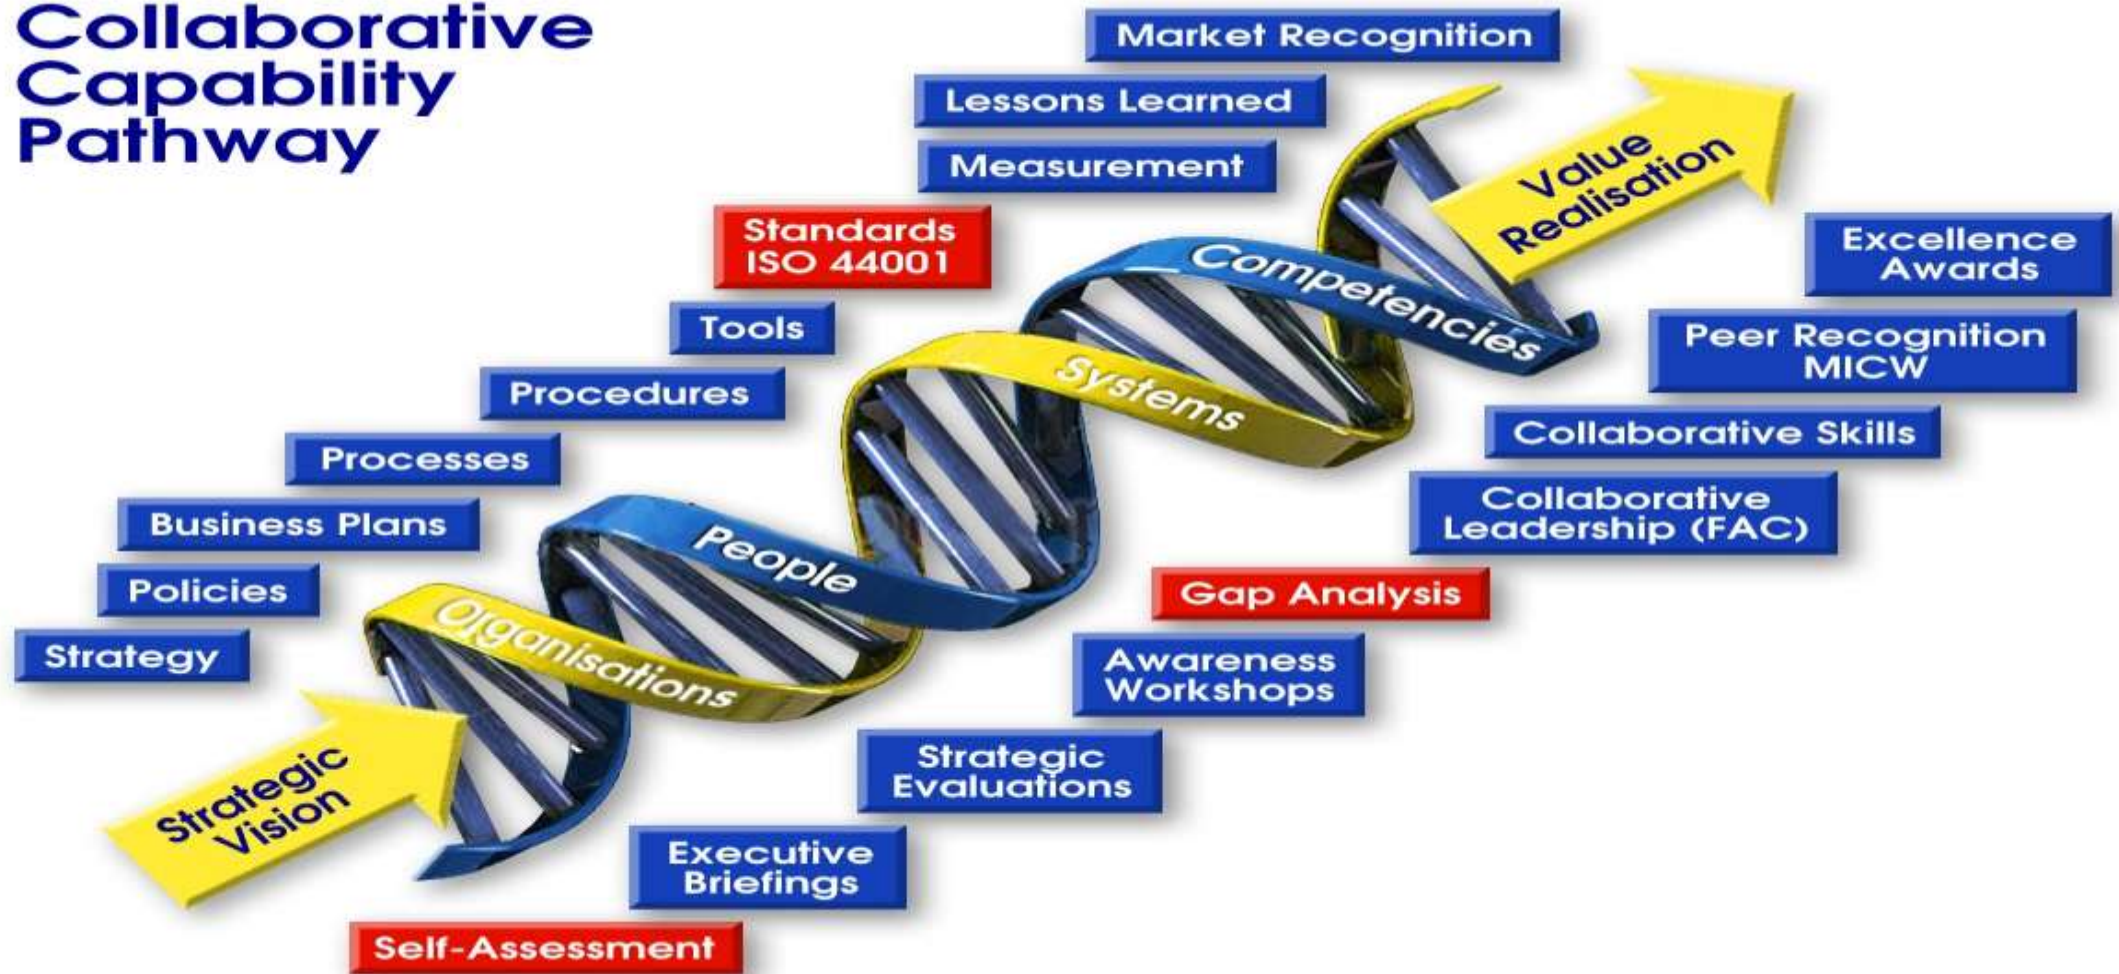 Collaborative
Capability
Pathway
Market Recognition
Lessons Learned
Measurement
Standards
ISO 44001
Tools
Procedures
Processes
Business Plans
Policies
Strategy
Strategic
Vision
Organisations
People
Systems
Competencies
Value
Realisation
Excellence
Awards
Peer Recognition
MICW
Collaborative Skills
Collaborative
Leadership (FAC)
Gap Analysis
Awareness
Workshops
Strategic
Evaluations
Executive
Briefings
Self-Assessment